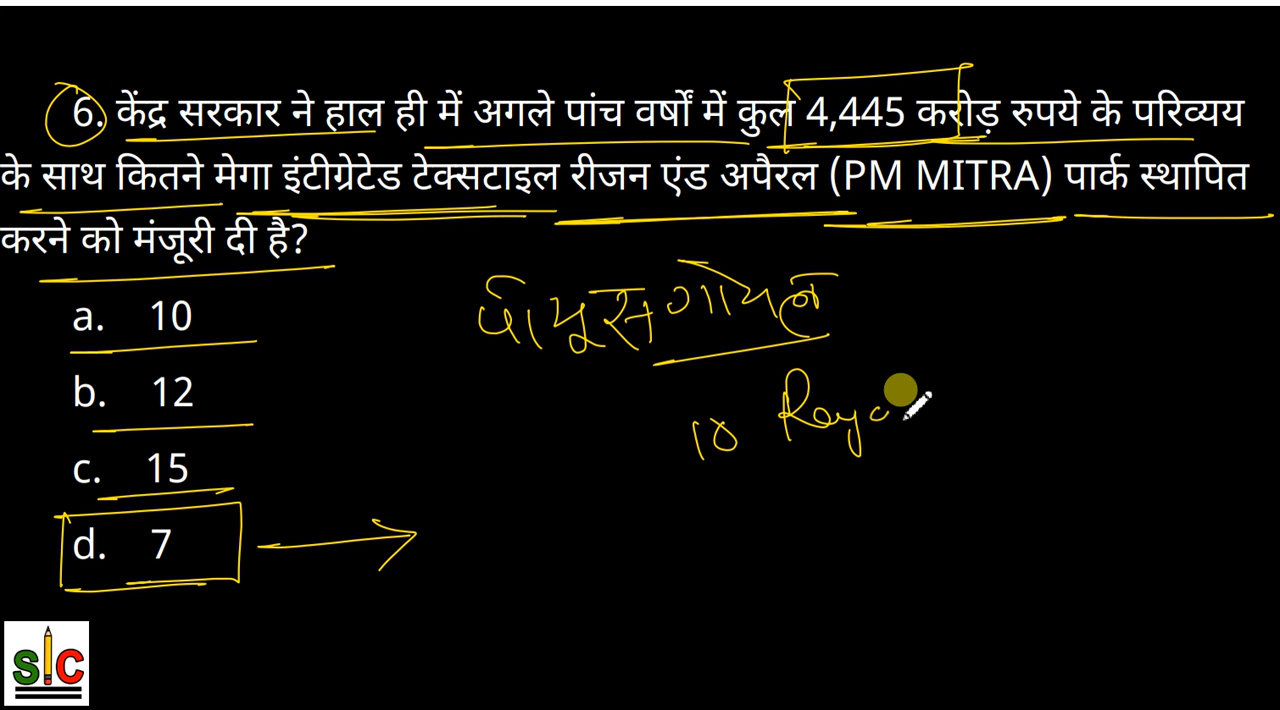 6. केंद्र सरकार ने हाल ही में अगले पांच वर्षों में कुल 4,445 करोड़ रुपये के परिव्यय
के साथ कितने मेगा इंटीग्रेटेड टेक्सटाइल रीजन एंड अपैरल (PM MITRA) पार्क स्थापित
करने को मंजूरी दी है?
a. 10
b. 12
c. 15
d. 7
पीयुस गोयल
10
SIC